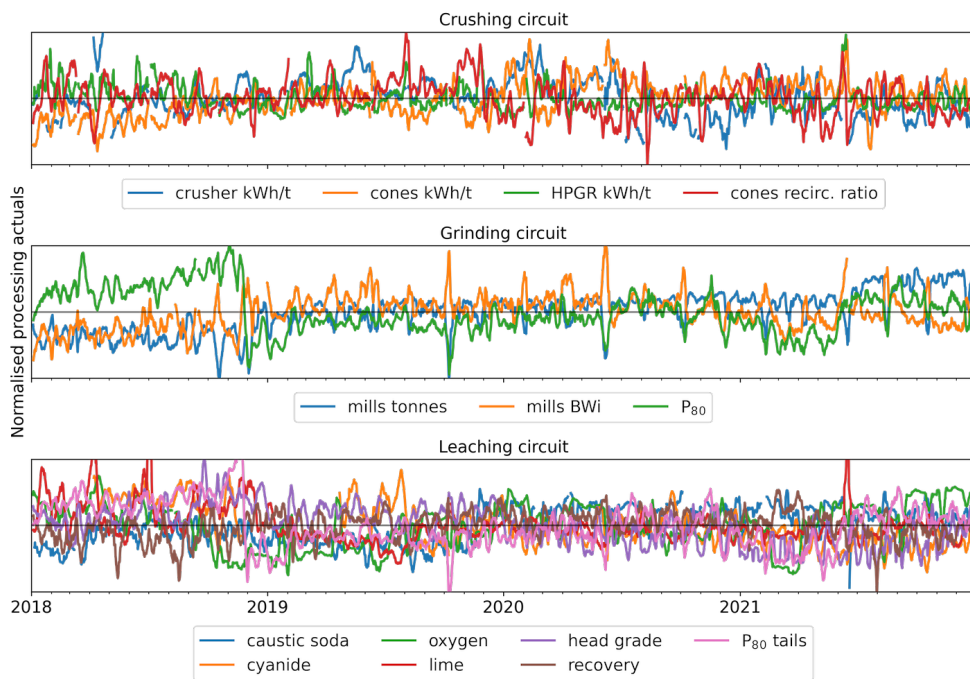 Crushing circuit
crusher kWh/t cones kWh/t HPGR kWh/t cones recirc. ratio
Normalised processing actuals
Grinding circuit
mills tonnes mills BWi P₈₀
Leaching circuit
2018 2019 2020 2021
caustic soda oxygen head grade P₈₀ tails
cyanide lime recovery